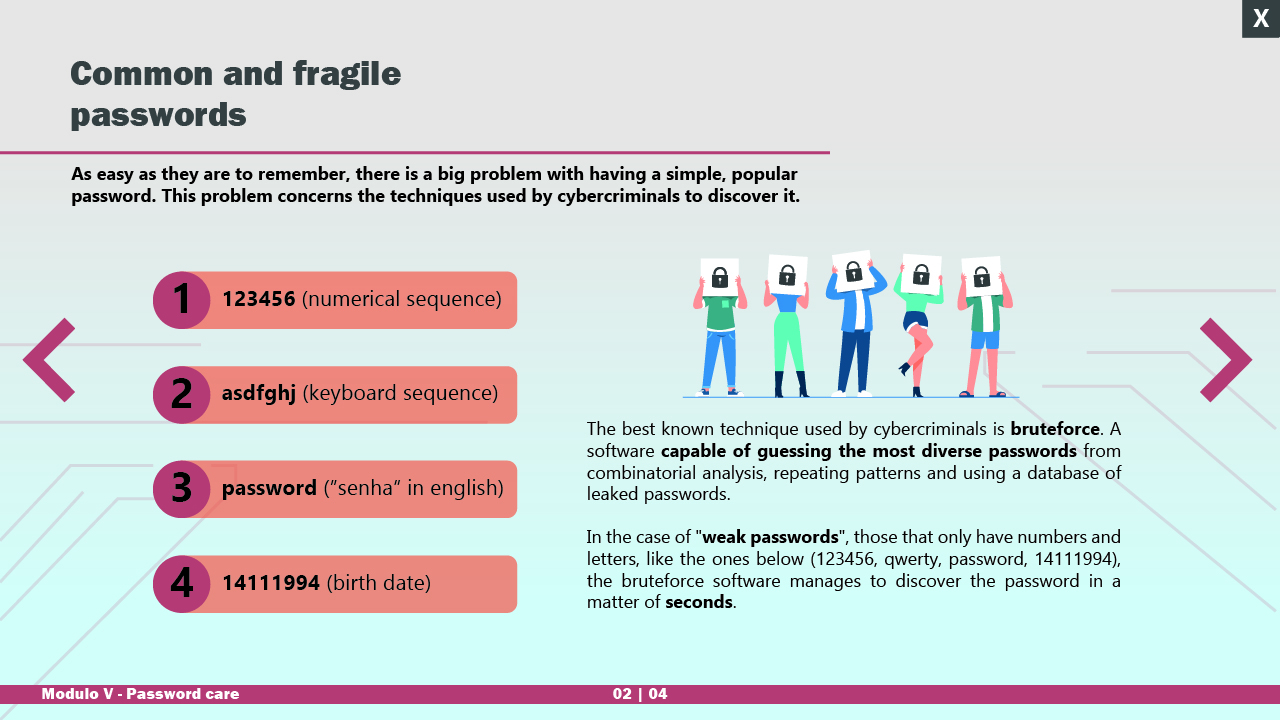 X
Common and fragile
passwords
As easy as they are to remember, there is a big problem with having a simple, popular
password. This problem concerns the techniques used by cybercriminals to discover it.
1 123456 (numerical sequence)
2 asdfghj (keyboard sequence)
3 password (”senha” in english)
4 14111994 (birth date)
The best known technique used by cybercriminals is bruteforce. A
software capable of guessing the most diverse passwords from
combinatorial analysis, repeating patterns and using a database of
leaked passwords.
In the case of "weak passwords", those that only have numbers and
letters, like the ones below (123456, qwerty, password, 14111994),
the bruteforce software manages to discover the password in a
matter of seconds.
Modulo V - Password care
02 | 04